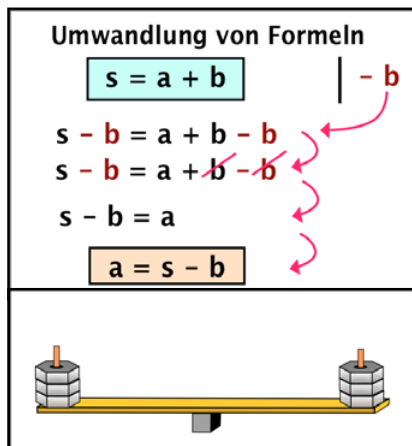 Umwandlung von Formeln
s = a + b | - b
s - b = a + b - b
s - b = a + b - b
s - b = a
a = s - b